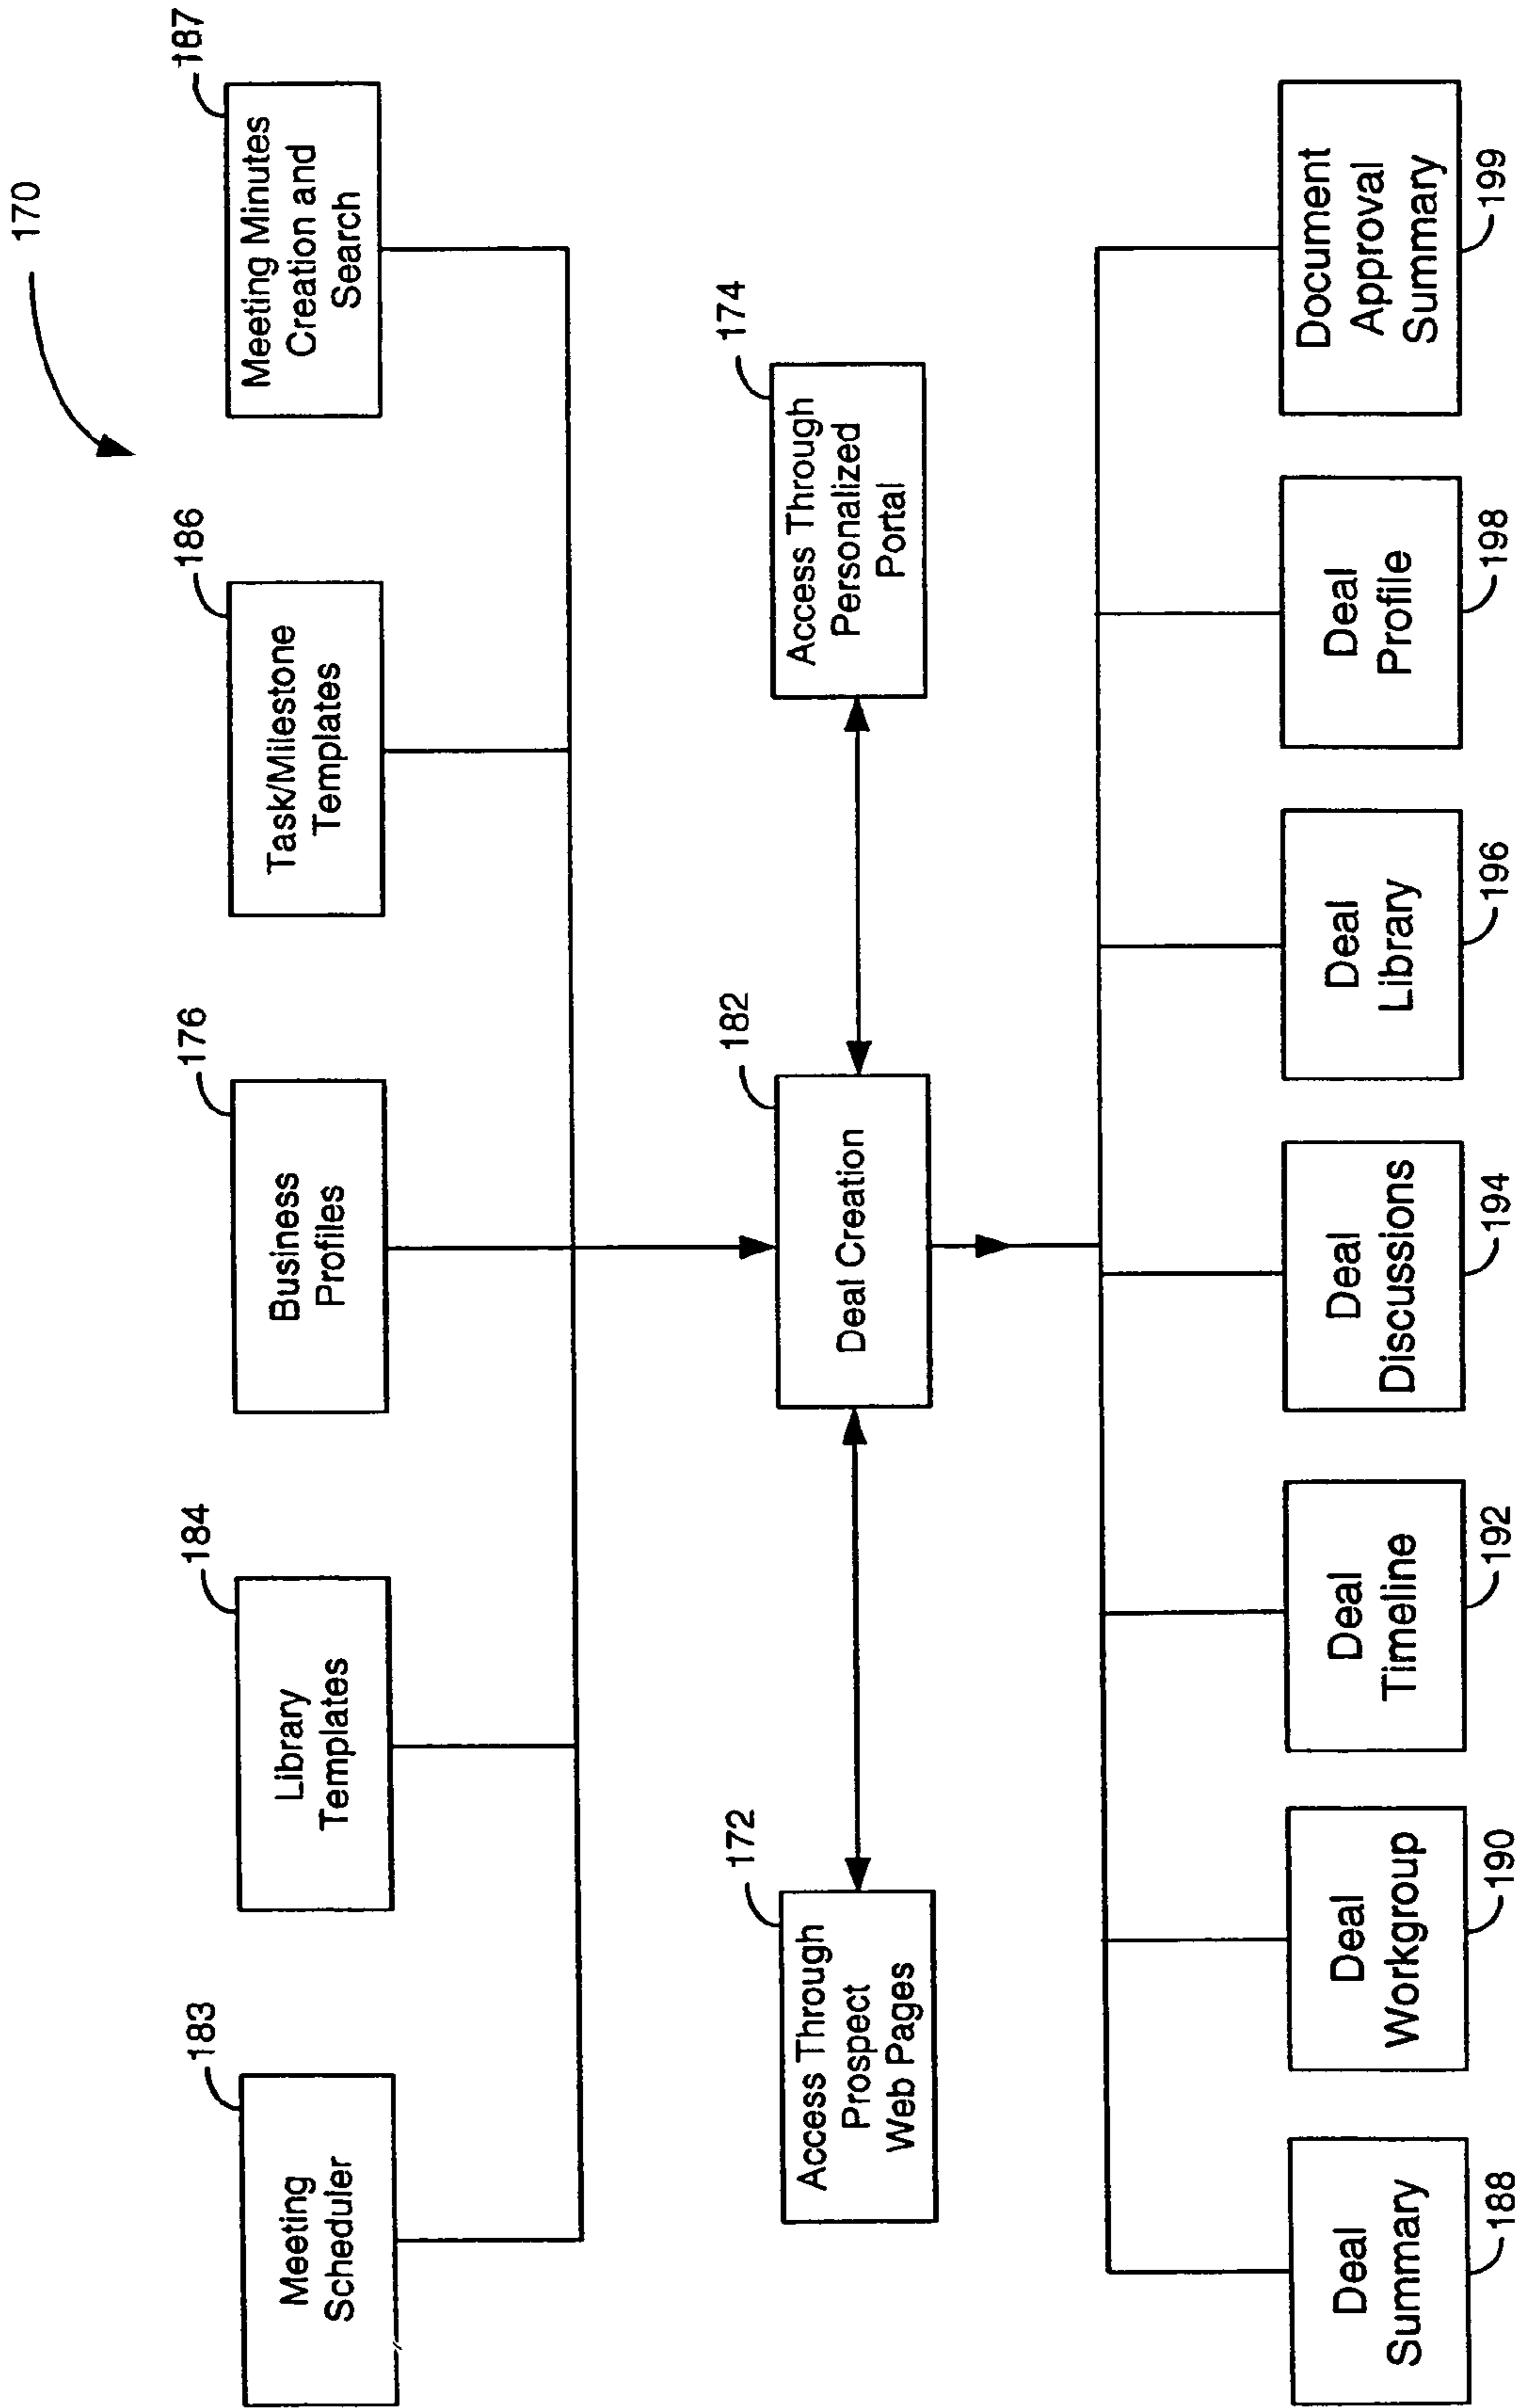 170
183
Meeting
Scheduler
184
Library
Templates
176
Business
Profiles
186
Task/Milestone
Templates
187
Meeting Minutes
Creation and
Search
172
Access Through
Prospect
Web Pages
182
Deal Creation
174
Access Through
Personalized
Portal
Deal
Summary
188
Deal
Workgroup
190
Deal
Timeline
192
Deal
Discussions
194
Deal
Library
196
Deal
Profile
198
Document
Approval
Summary
199